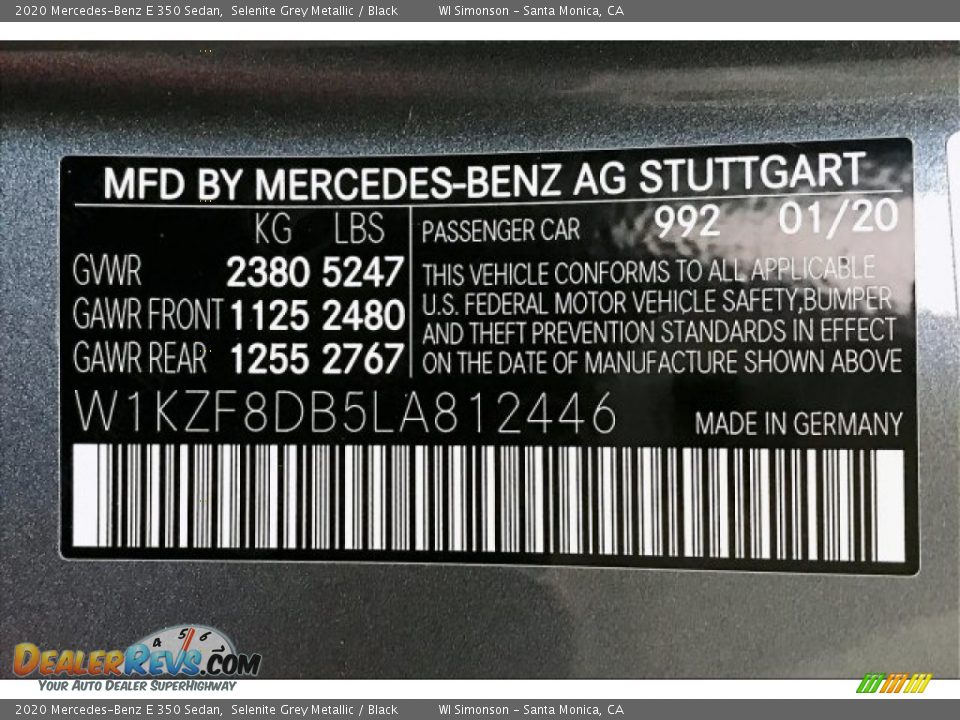 2020 Mercedes-Benz E 350 Sedan, Selenite Grey Metallic / Black WI Simonson - Santa Monica, CA
MFD BY MERCEDES-BENZ AG STUTTGART
KG LBS
GVWR 2380 5247
GAWR FRONT 1125 2480
GAWR REAR 1255 2767
PASSENGER CAR 992 01/20
THIS VEHICLE CONFORMS TO ALL APPLICABLE
U.S. FEDERAL MOTOR VEHICLE SAFETY,BUMPER
AND THEFT PREVENTION STANDARDS IN EFFECT
ON THE DATE OF MANUFACTURE SHOWN ABOVE
W1KZF8DB5LA812446
MADE IN GERMANY
4 5 6
DEALERREVS.COM
YOUR AUTO DEALER SUPERHIGHWAY
2020 Mercedes-Benz E 350 Sedan, Selenite Grey Metallic / Black WI Simonson - Santa Monica, CA